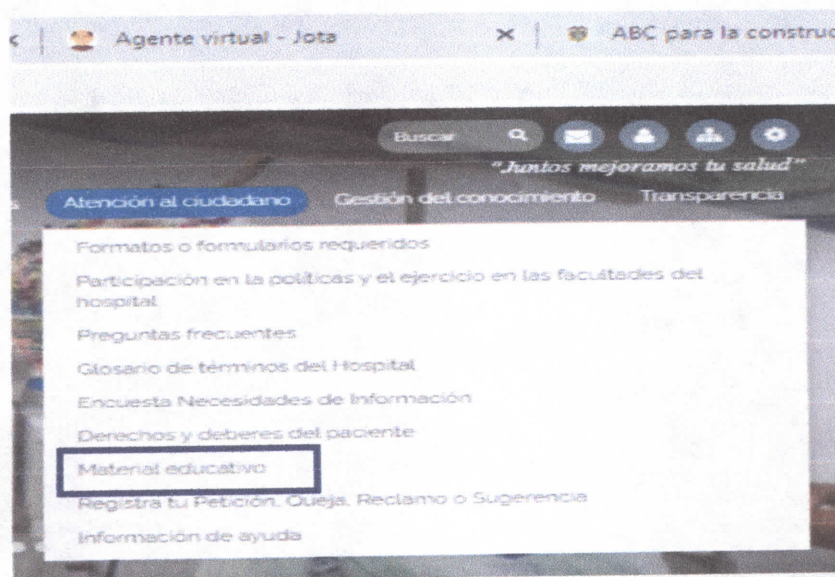 Agente virtual - Jota
ABC para la construc
Buscar
"Juntos mejoramos tu salud"
s Atención al ciudadano Gestión del conocimiento Transparencia
Formatos o formularios requeridos
Participación en la políticas y el ejercicio en las facultades del
hospital
Preguntas frecuentes
Glosario de términos del Hospital
Encuesta Necesidades de Información
Derechos y deberes del paciente
Material educativo
Registra tu Petición, Queja, Reclamo o Sugerencia
Información de ayuda